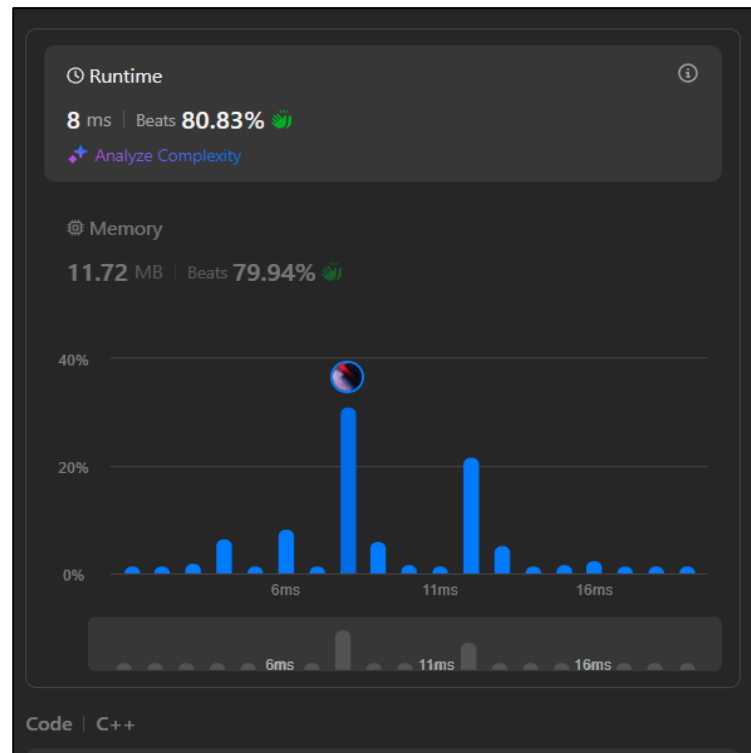 Runtime
8 ms | Beats 80.83%
Analyze Complexity
Memory
11.72 MB | Beats 79.94%
40%
20%
0%
6ms 11ms 16ms
6ms 11ms 16ms
Code | C++